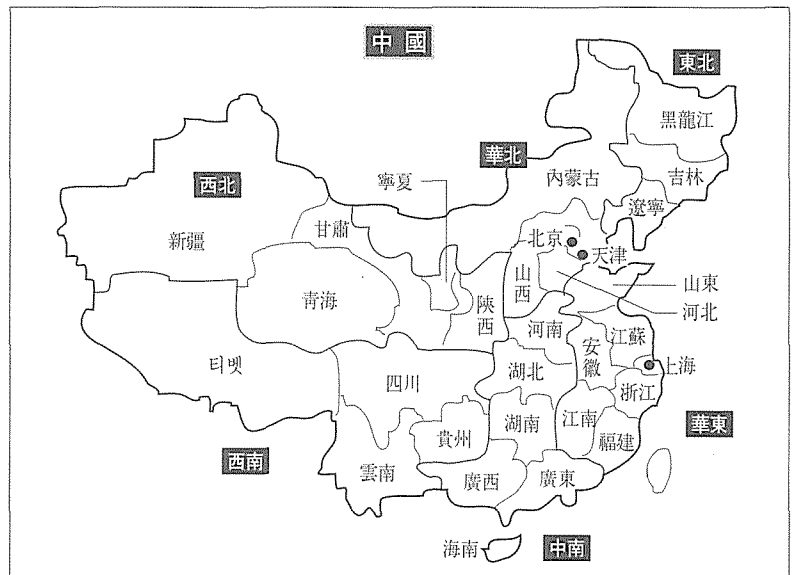 中國
東北
黑龍江
華北
寧夏
內蒙古
吉林
西北
遼寧
甘肅
新疆
北京
天津
山西
山東
靑海
陝西
河北
河南
江蘇
安徽
티벳
湖北
上海
四川
浙江
湖南
江南
華東
貴州
福建
西南
雲南
廣西
廣東
海南
中南